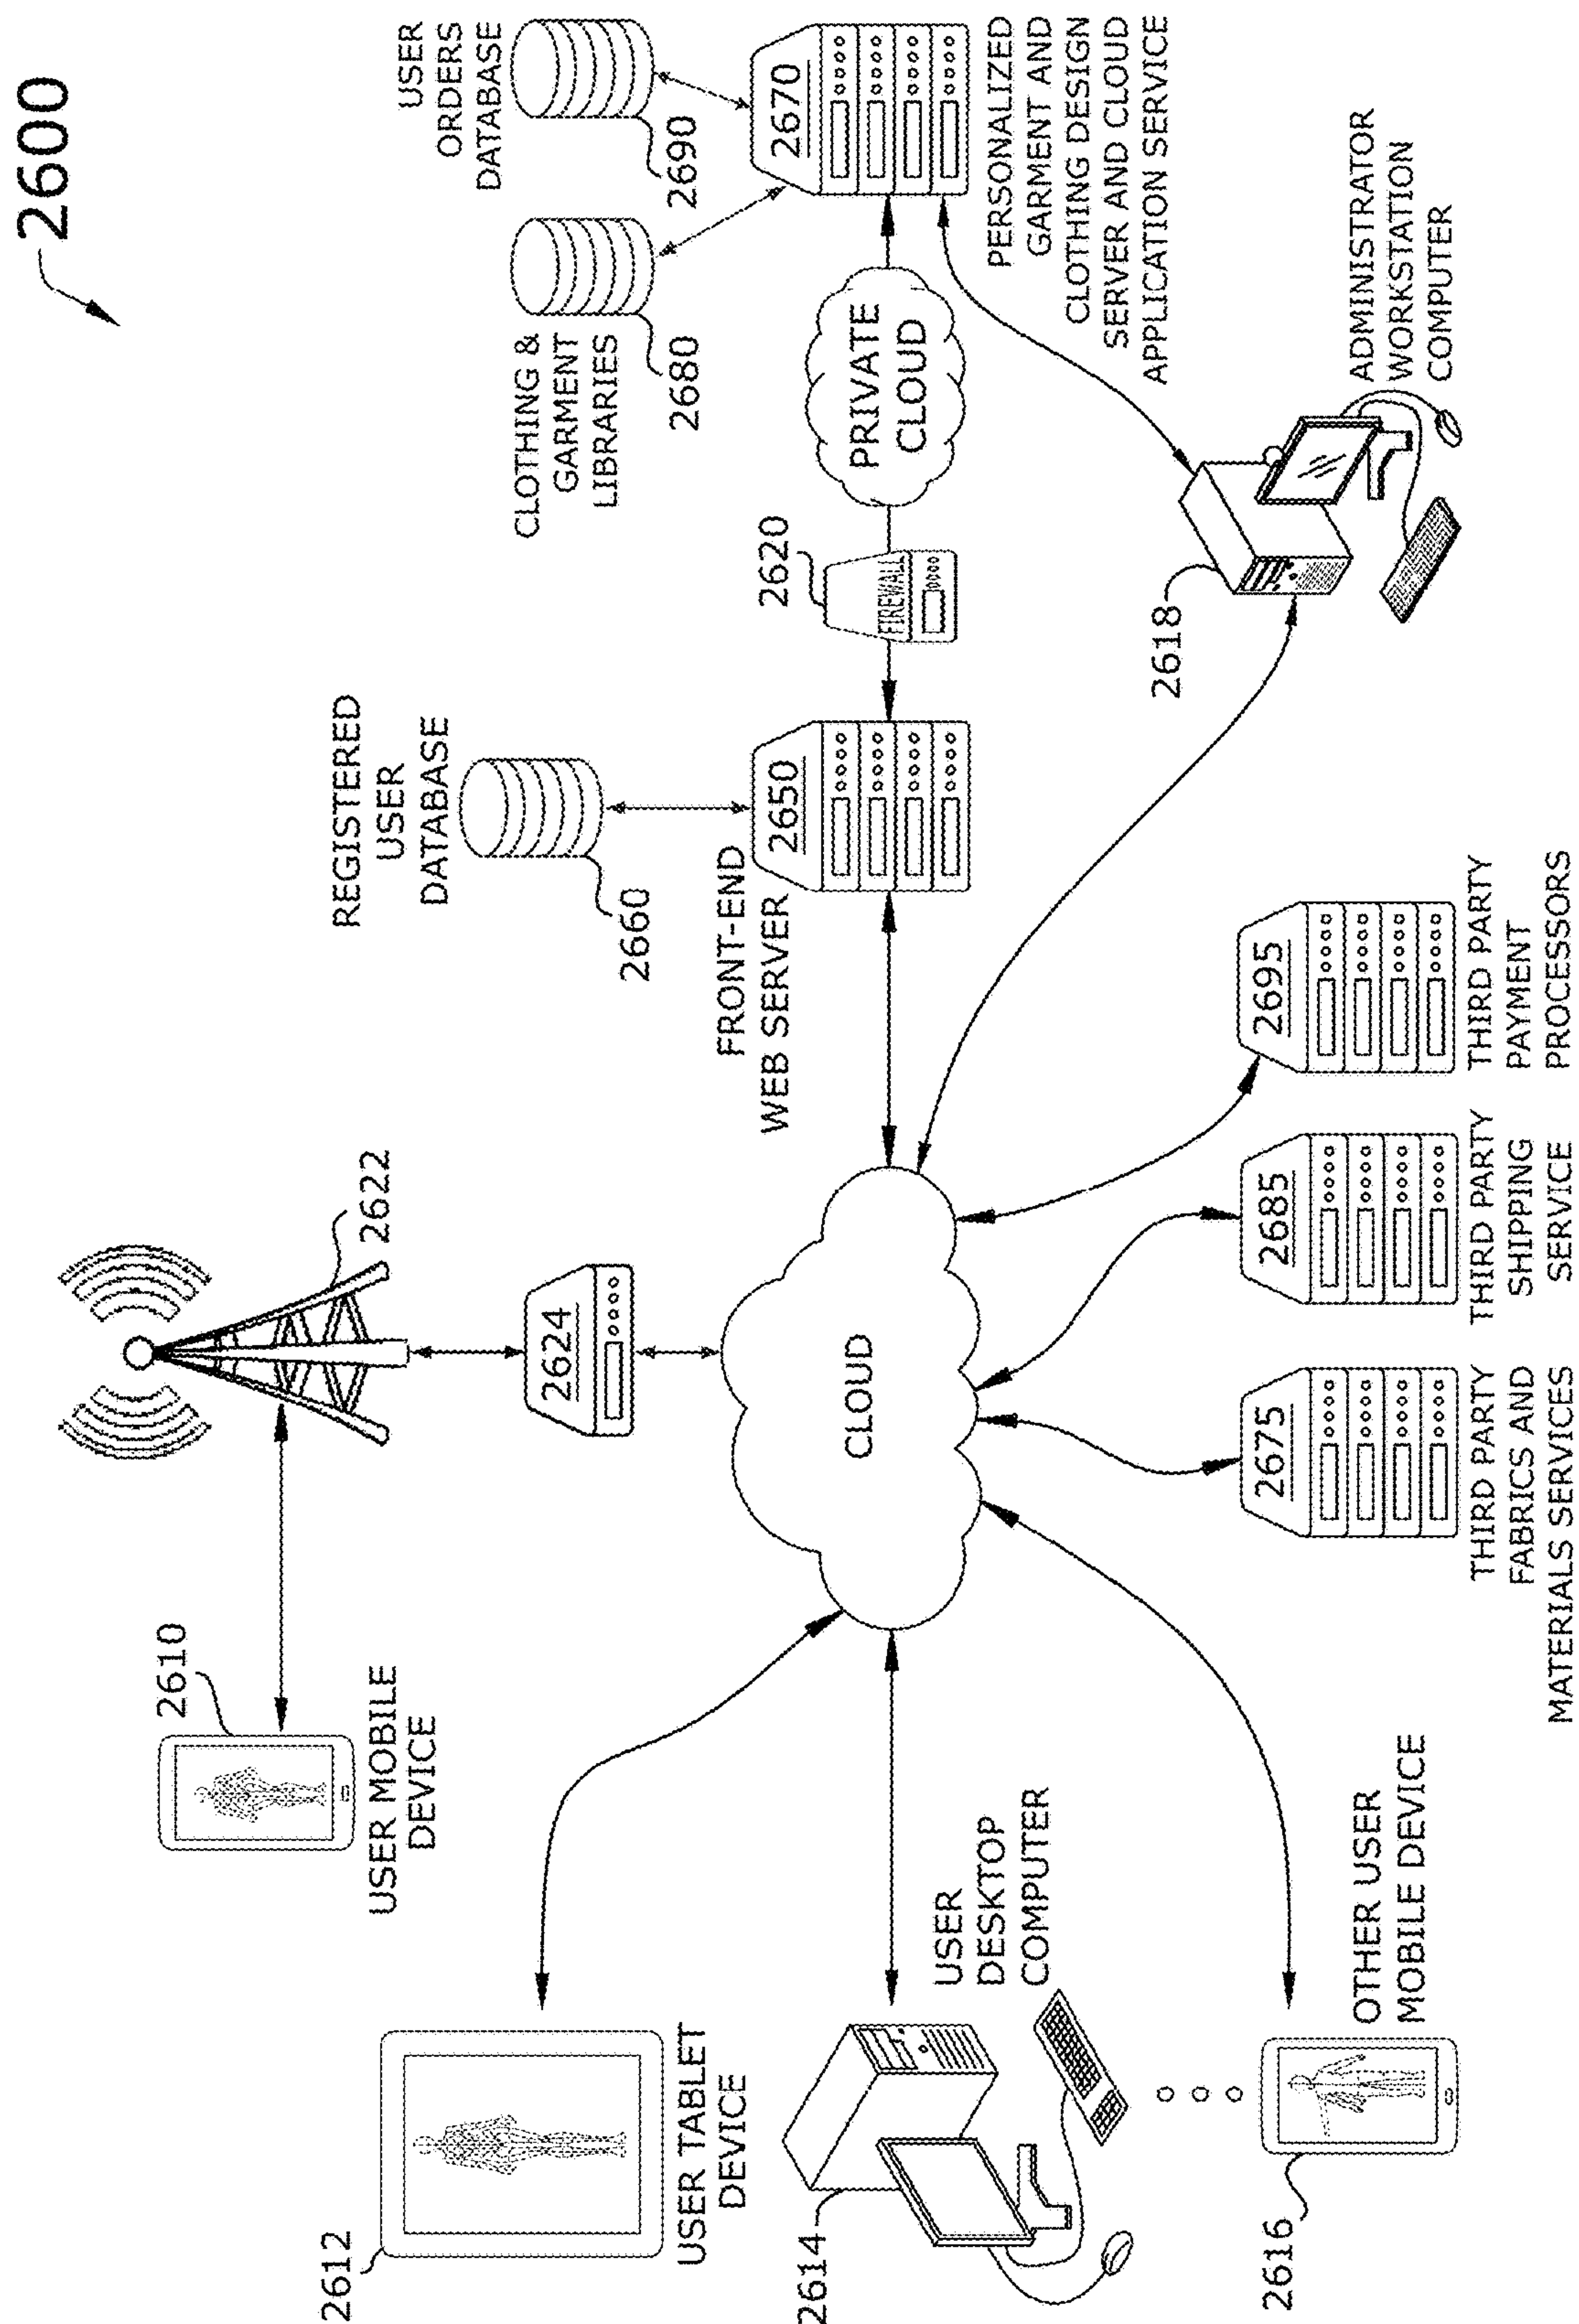 2600
2610
USER MOBILE
DEVICE
2622
2624
2612
USER TABLET
DEVICE
REGISTERED
USER
DATABASE
2660
USER
ORDERS
DATABASE
2690
CLOTHING &
GARMENT
LIBRARIES
2680
FRONT-END
WEB SERVER
2650
2620
FIREWALL
PRIVATE
CLOUD
2670
PERSONALIZED
GARMENT AND
CLOTHING DESIGN
SERVER AND CLOUD
APPLICATION SERVICE
CLOUD
2614
USER
DESKTOP
COMPUTER
2618
ADMINISTRATOR
WORKSTATION
COMPUTER
2616
OTHER USER
MOBILE DEVICE
2675
THIRD PARTY
FABRICS AND
MATERIALS SERVICES
2685
THIRD PARTY
SHIPPING
SERVICE
2695
THIRD PARTY
PAYMENT
PROCESSORS